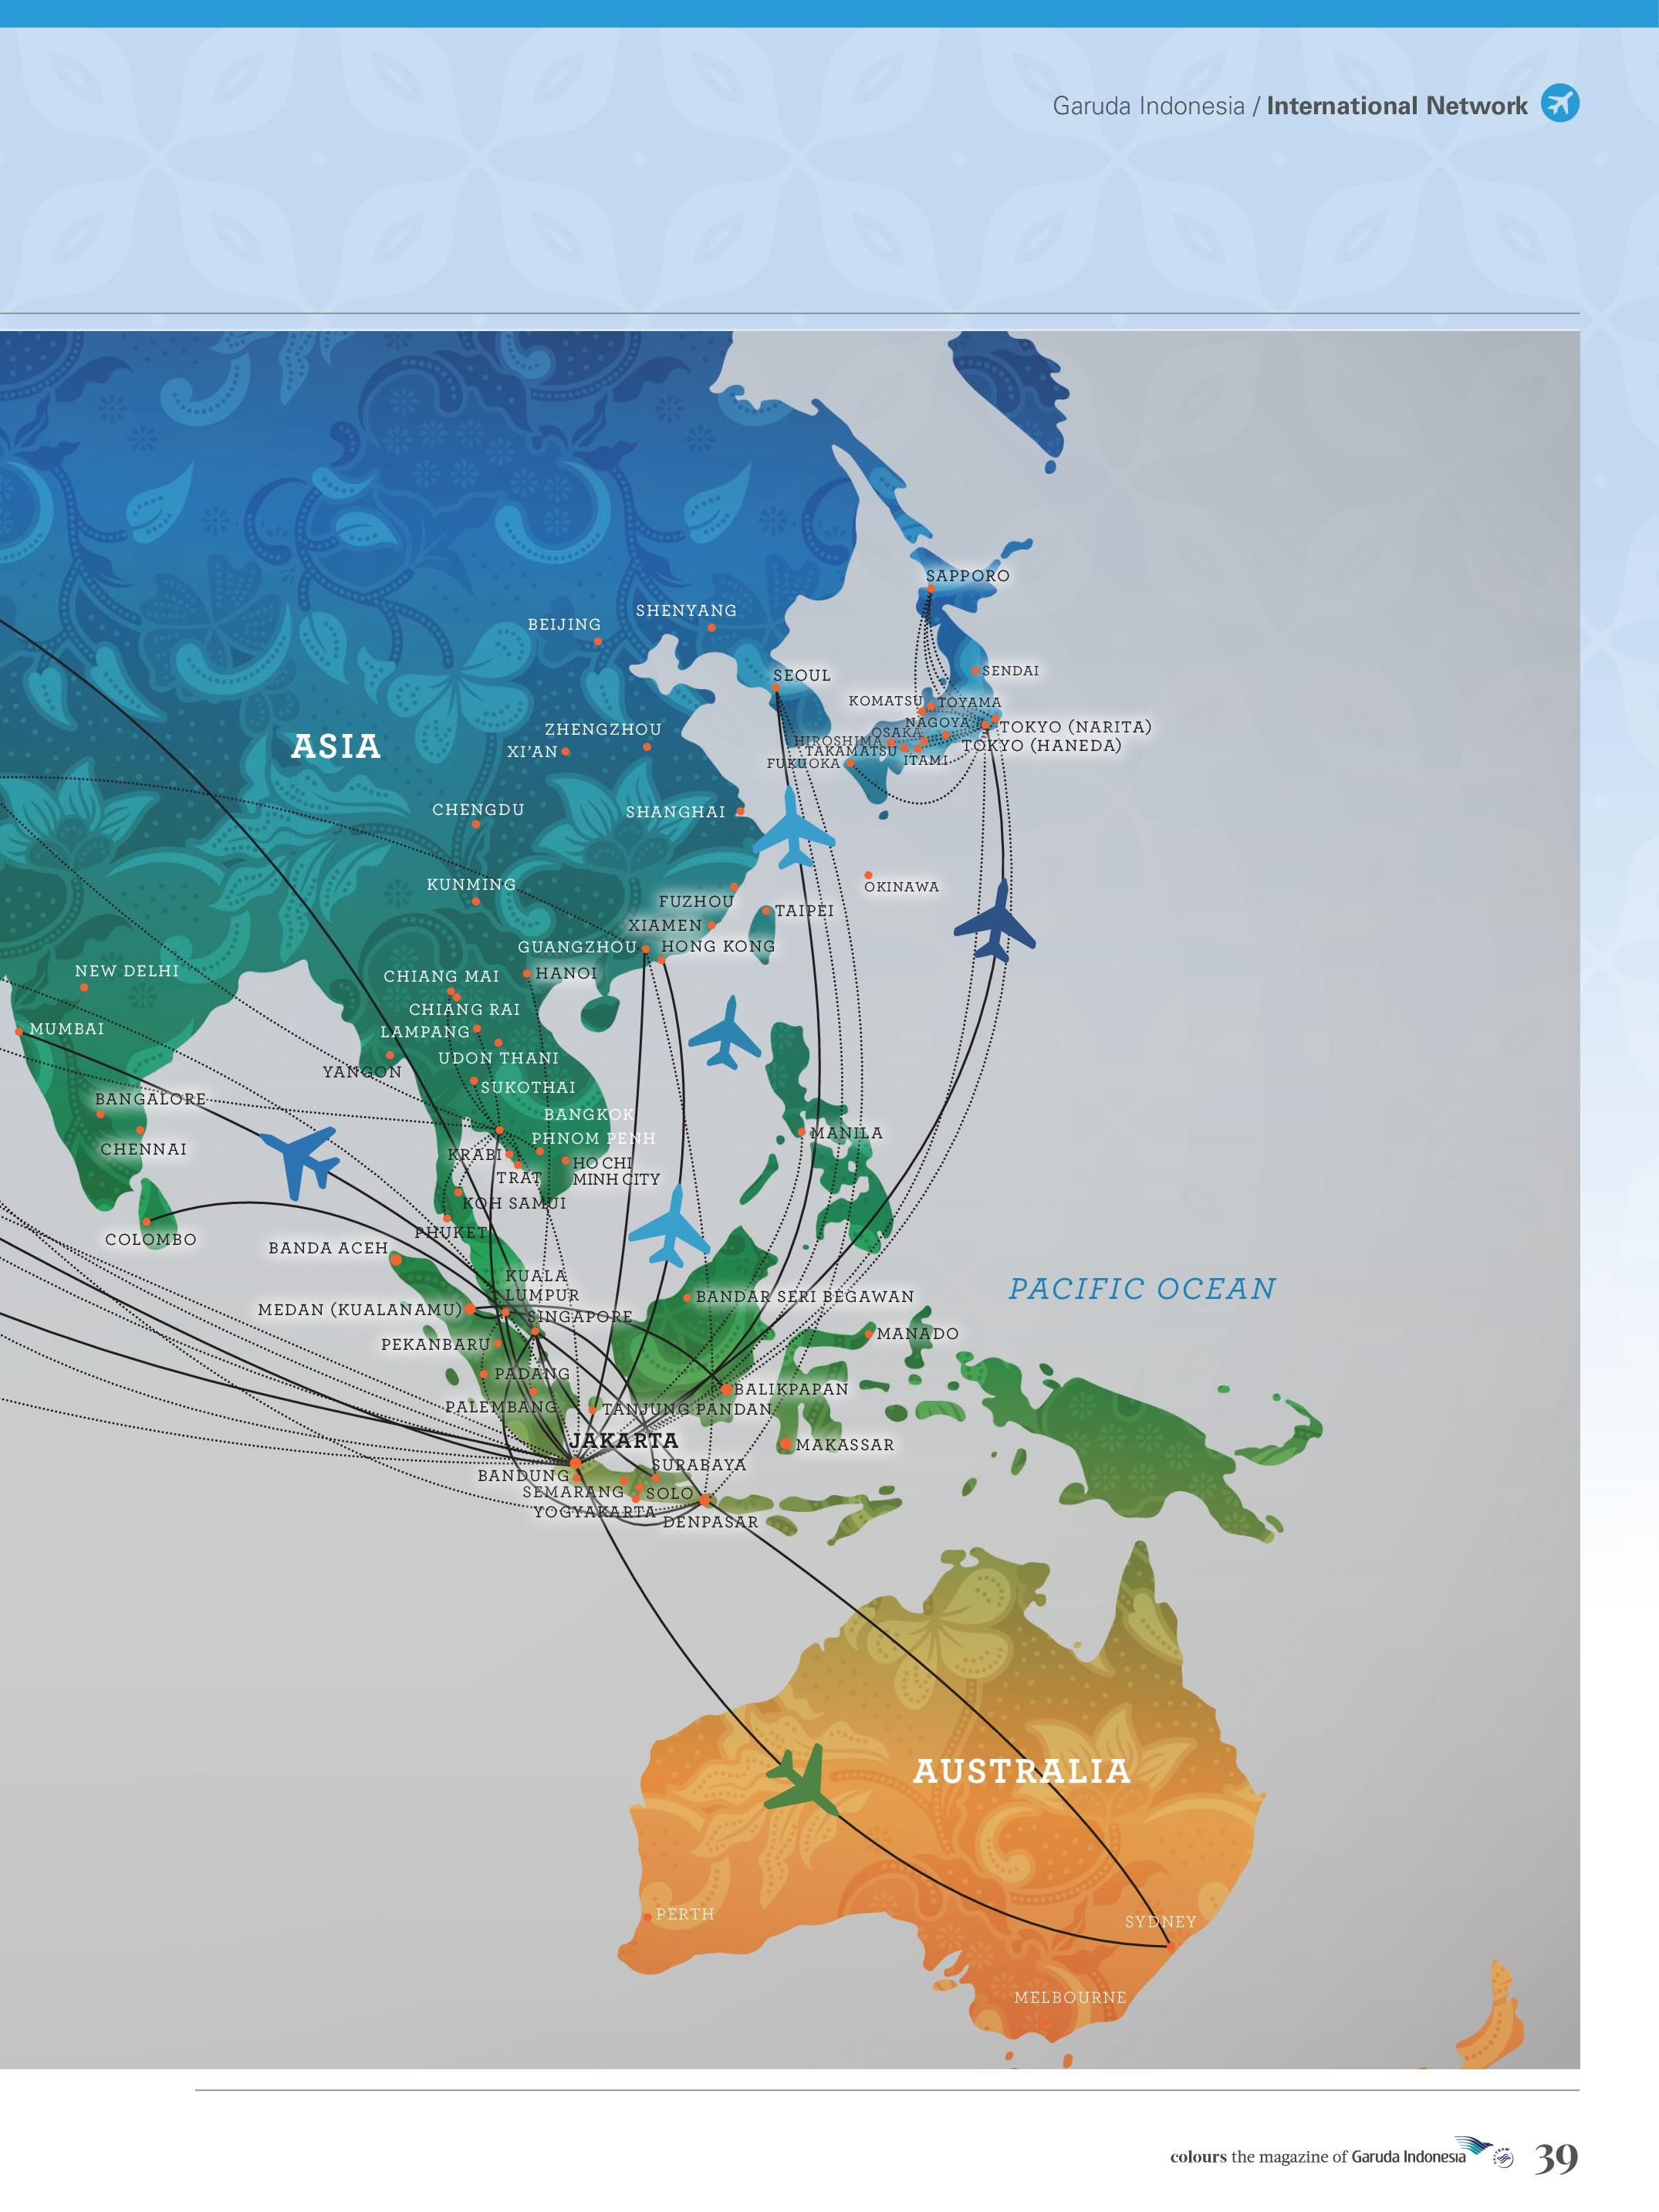 Garuda Indonesia / International Network
SAPPORO
SHENYANG
BEIJING
SENDAI
SEOUL
KOMATSU
TOYAMA
NAGOYA
TOKYO (NARITA)
ZHENGZHOU
OSAKA
HIROSHIMA
TOKYO (HANEDA)
ASIA
XI'AN
TAKAMATSU
ITAMI
FUKUOKA
CHENGDU
SHANGHAI
KUNMING
OKINAWA
FUZHOU
TAIPEI
XIAMEN
GUANGZHOU
HONG KONG
NEW DELHI
HANOI
CHIANG MAI
CHIANG RAI
MUMBAI
LAMPANG
UDON THANI
YANGON
SUKOTHAI
BANGALORE
BANGKOK
MANILA
PHNOM PENH
CHENNAI
KRABI
HO CHI
MINH CITY
TRAT
KOH SAMUI
PHUKET
COLOMBO
BANDA ACEH
KUALA
LUMPUR
PACIFIC OCEAN
BANDAR SERI BEGAWAN
MEDAN (KUALANAMU)
SINGAPORE
MANADO
PEKANBARU
PADANG
BALIKPAPAN
PALEMBANG
TANJUNG PANDAN
JAKARTA
MAKASSAR
SURABAYA
BANDUNG
SEMARANG
SOLO
YOGYAKARTA
DENPASAR
AUSTRALIA
PERTH
SYDNEY
MELBOURNE
colours the magazine of Garuda Indonesia
39